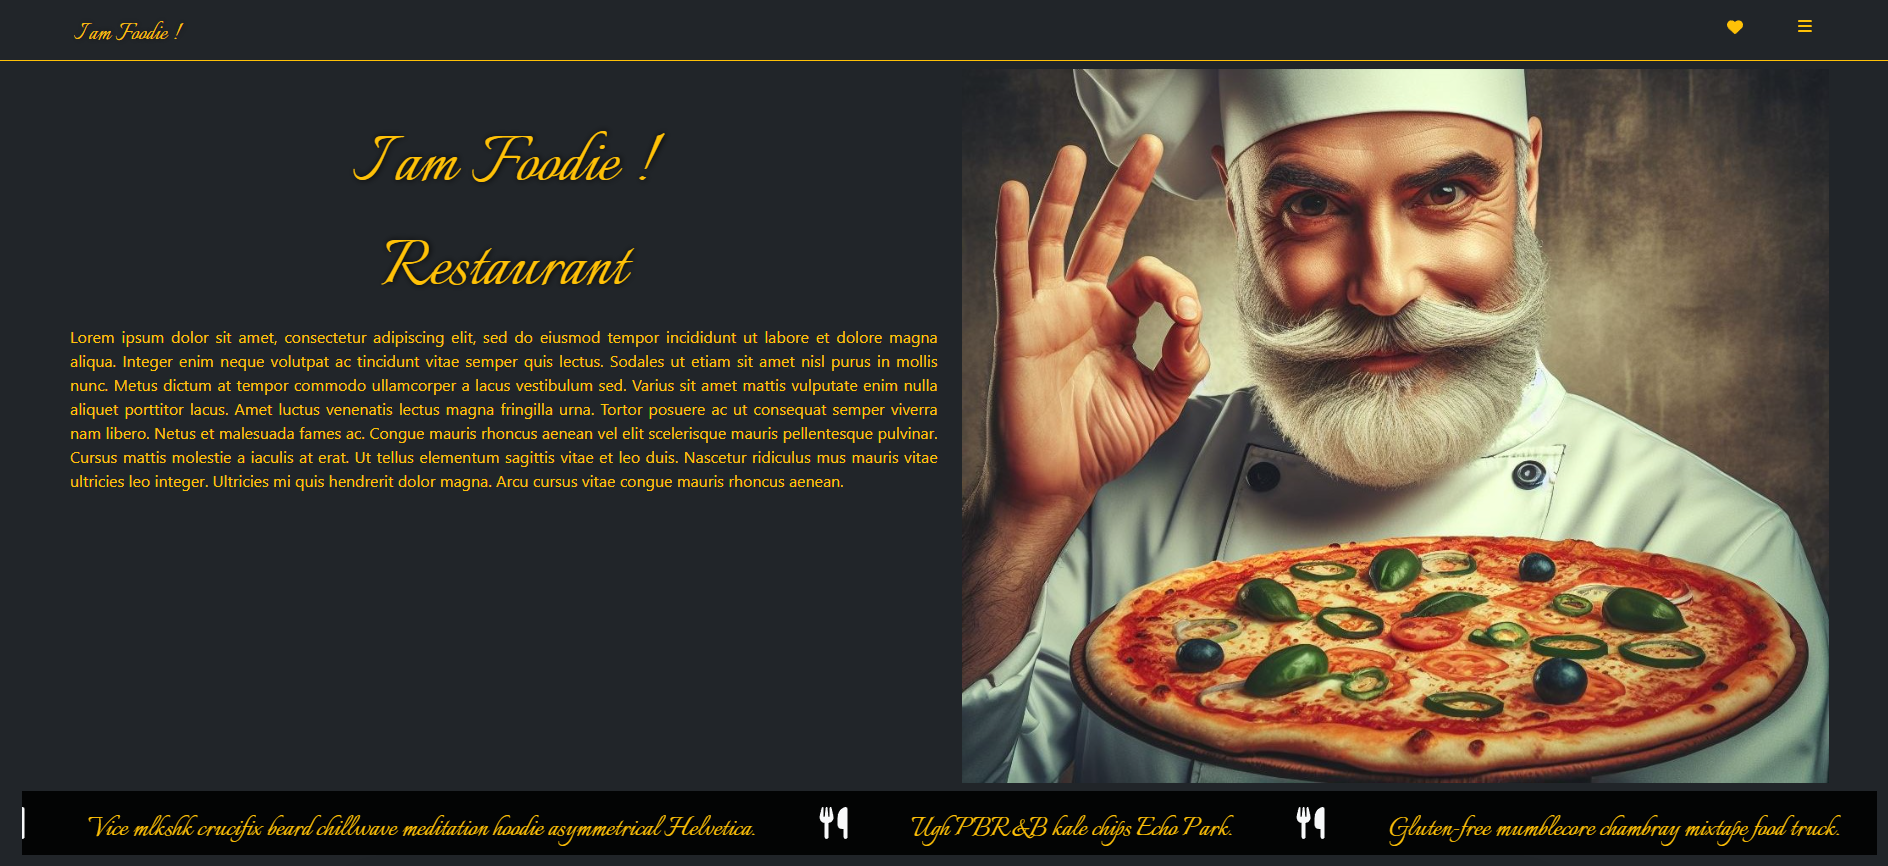 I am Foodie !
I am Foodie !
Restaurant
Lorem ipsum dolor sit amet, consectetur adipiscing elit, sed do eiusmod tempor incididunt ut labore et dolore magna
aliqua. Integer enim neque volutpat ac tincidunt vitae semper quis lectus. Sodales ut etiam sit amet nisl purus in mollis
nunc. Metus dictum at tempor commodo ullamcorper a lacus vestibulum sed. Varius sit amet mattis vulputate enim nulla
aliquet porttitor lacus. Amet luctus venenatis lectus magna fringilla urna. Tortor posuere ac ut consequat semper viverra
nam libero. Netus et malesuada fames ac. Congue mauris rhoncus aenean vel elit scelerisque mauris pellentesque pulvinar.
Cursus mattis molestie a iaculis at erat. Ut tellus elementum sagittis vitae et leo duis. Nascetur ridiculus mus mauris vitae
ultricies leo integer. Ultricies mi quis hendrerit dolor magna. Arcu cursus vitae congue mauris rhoncus aenean.
Vice mlkshk crucifix beard chillwave meditation hoodie asymmetrical Helvetica. Ugh PBR&B kale chips Echo Park. Gluten-free mumblecore chambray mixtape food truck.